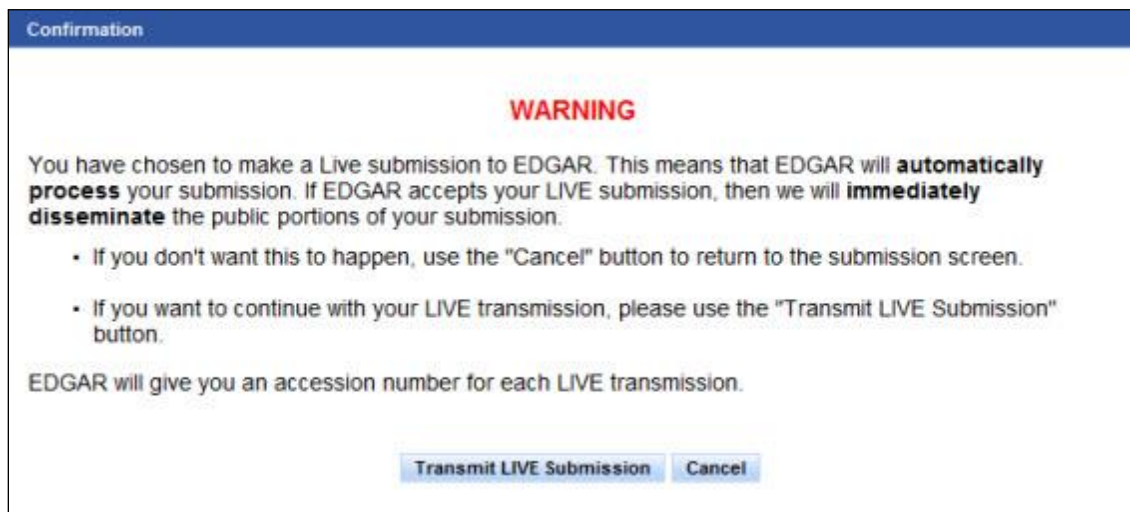 Confirmation
WARNING
You have chosen to make a Live submission to EDGAR. This means that EDGAR will automatically
process your submission. If EDGAR accepts your LIVE submission, then we will immediately
disseminate the public portions of your submission.
• If you don't want this to happen, use the "Cancel" button to return to the submission screen.
• If you want to continue with your LIVE transmission, please use the "Transmit LIVE Submission"
button.
EDGAR will give you an accession number for each LIVE transmission.
Transmit LIVE Submission Cancel